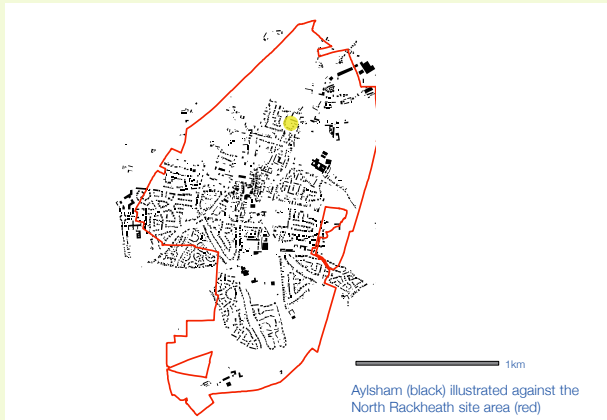 1km
Aylsham (black) illustrated against the
North Rackheath site area (red)